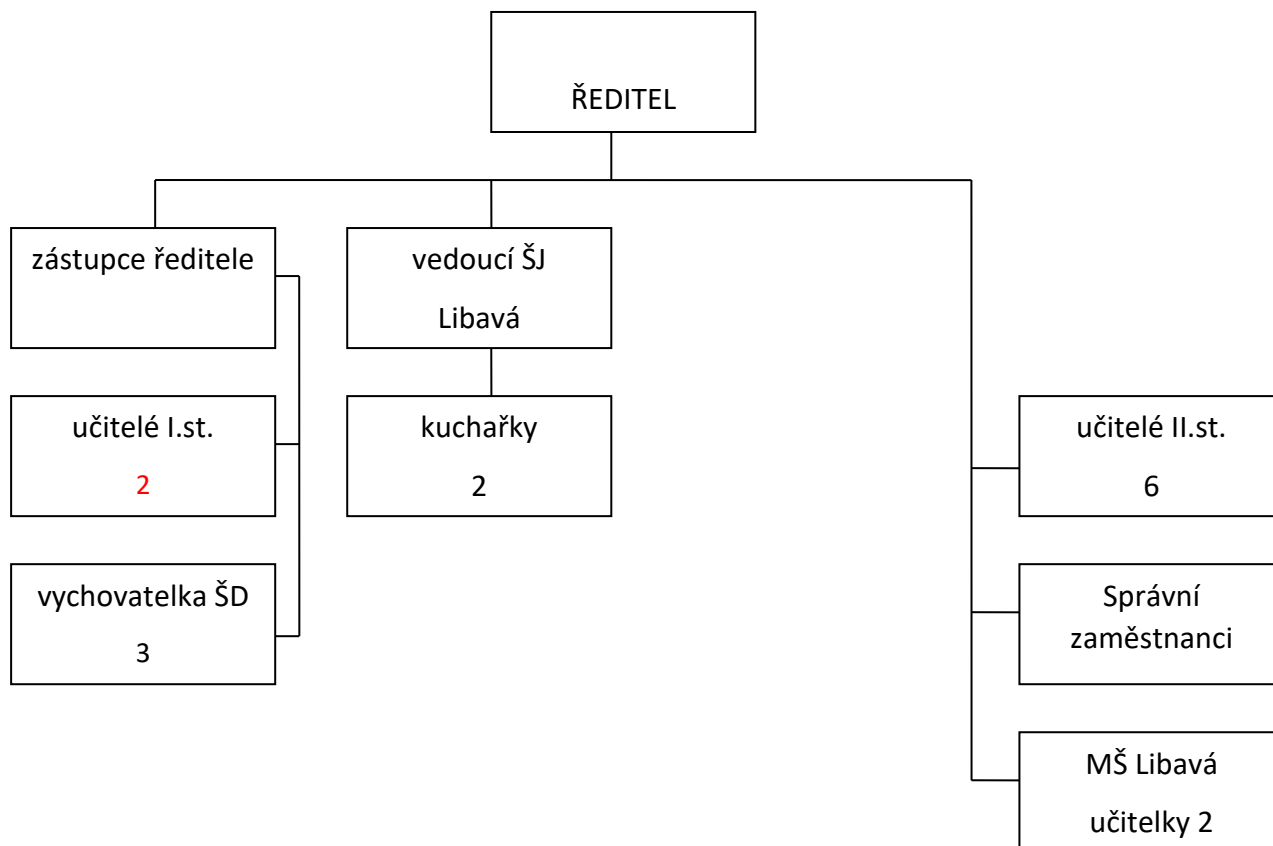 ŘEDITEL
zástupce ředitele
vedoucí ŠJ
Libavá
učitelé I.st.
2
kuchařky
2
učitelé II.st.
6
vychovatelka ŠD
3
Správní
zaměstnanci
MŠ Libavá
učitelky 2